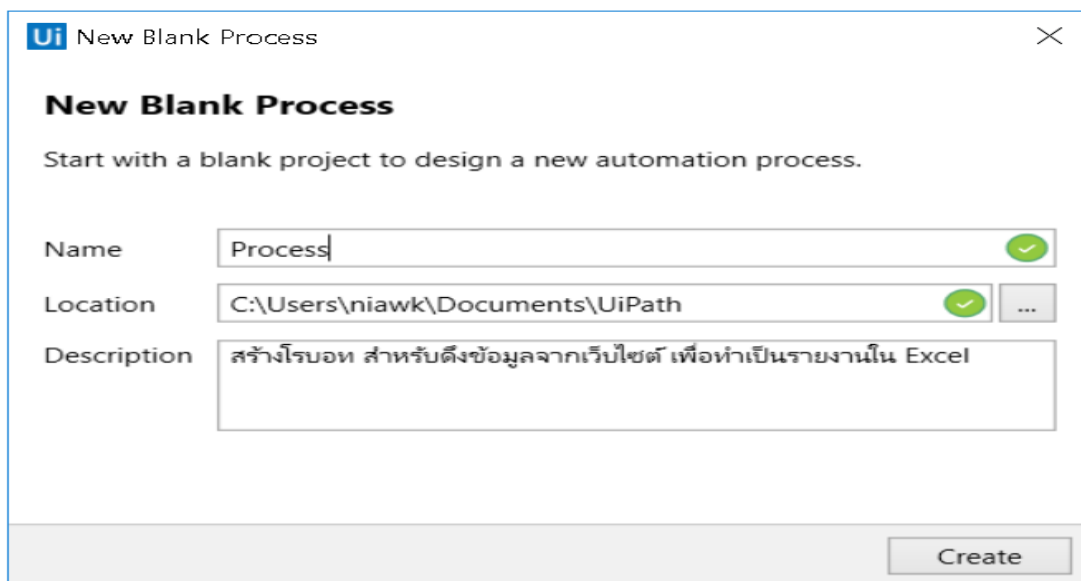 Ui New Blank Process
New Blank Process
Start with a blank project to design a new automation process.
Name Process
Location C:\Users\niawk\Documents\UiPath ...
Description สร้างโรบอท สำหรับดึงข้อมูลจากเว็บไซต์ เพื่อทำเป็นรายงานใน Excel
Create